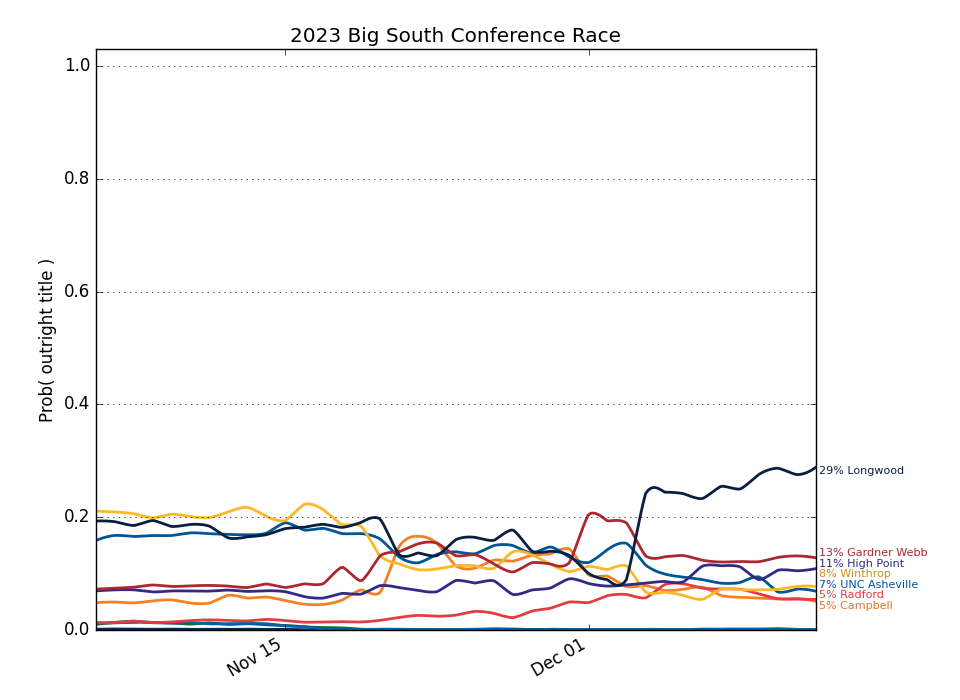 2023 Big South Conference Race
1.0
0.8
0.6
0.4
0.2
0.0
Prob( outright title )
Nov 15
Dec 01
29% Longwood
13% Gardner Webb
11% High Point
8% Winthrop
7% UNC Asheville
5% Radford
5% Campbell